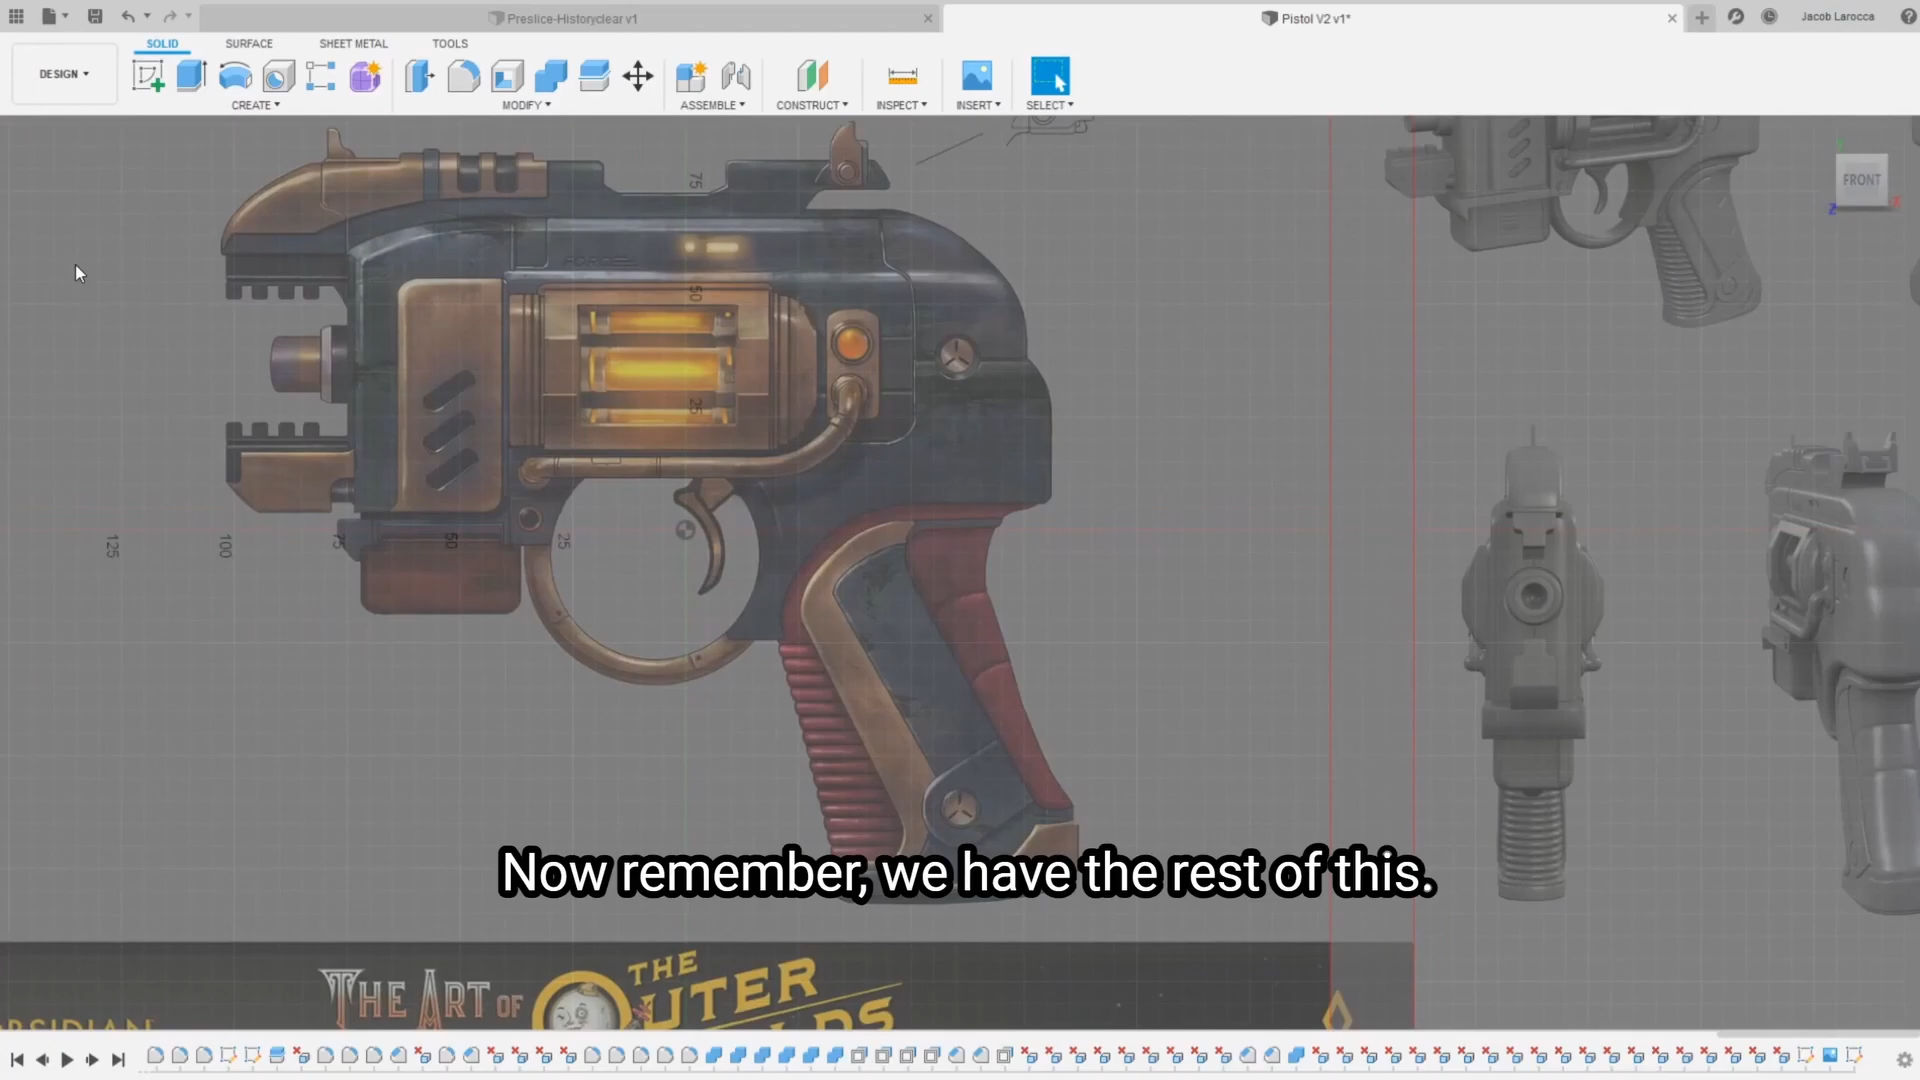 Preslice-Historyclear v1
Pistol V2 v1*
Jacob Larocca
SOLID
SURFACE
SHEET METAL
TOOLS
DESIGN
CREATE
MODIFY
ASSEMBLE
CONSTRUCT
INSPECT
INSERT
SELECT
FRONT
Y
X
Z
75
50
25
125
100
75
50
25
FORCE
Now remember, we have the rest of this.
THE ART OF
THE
OUTER